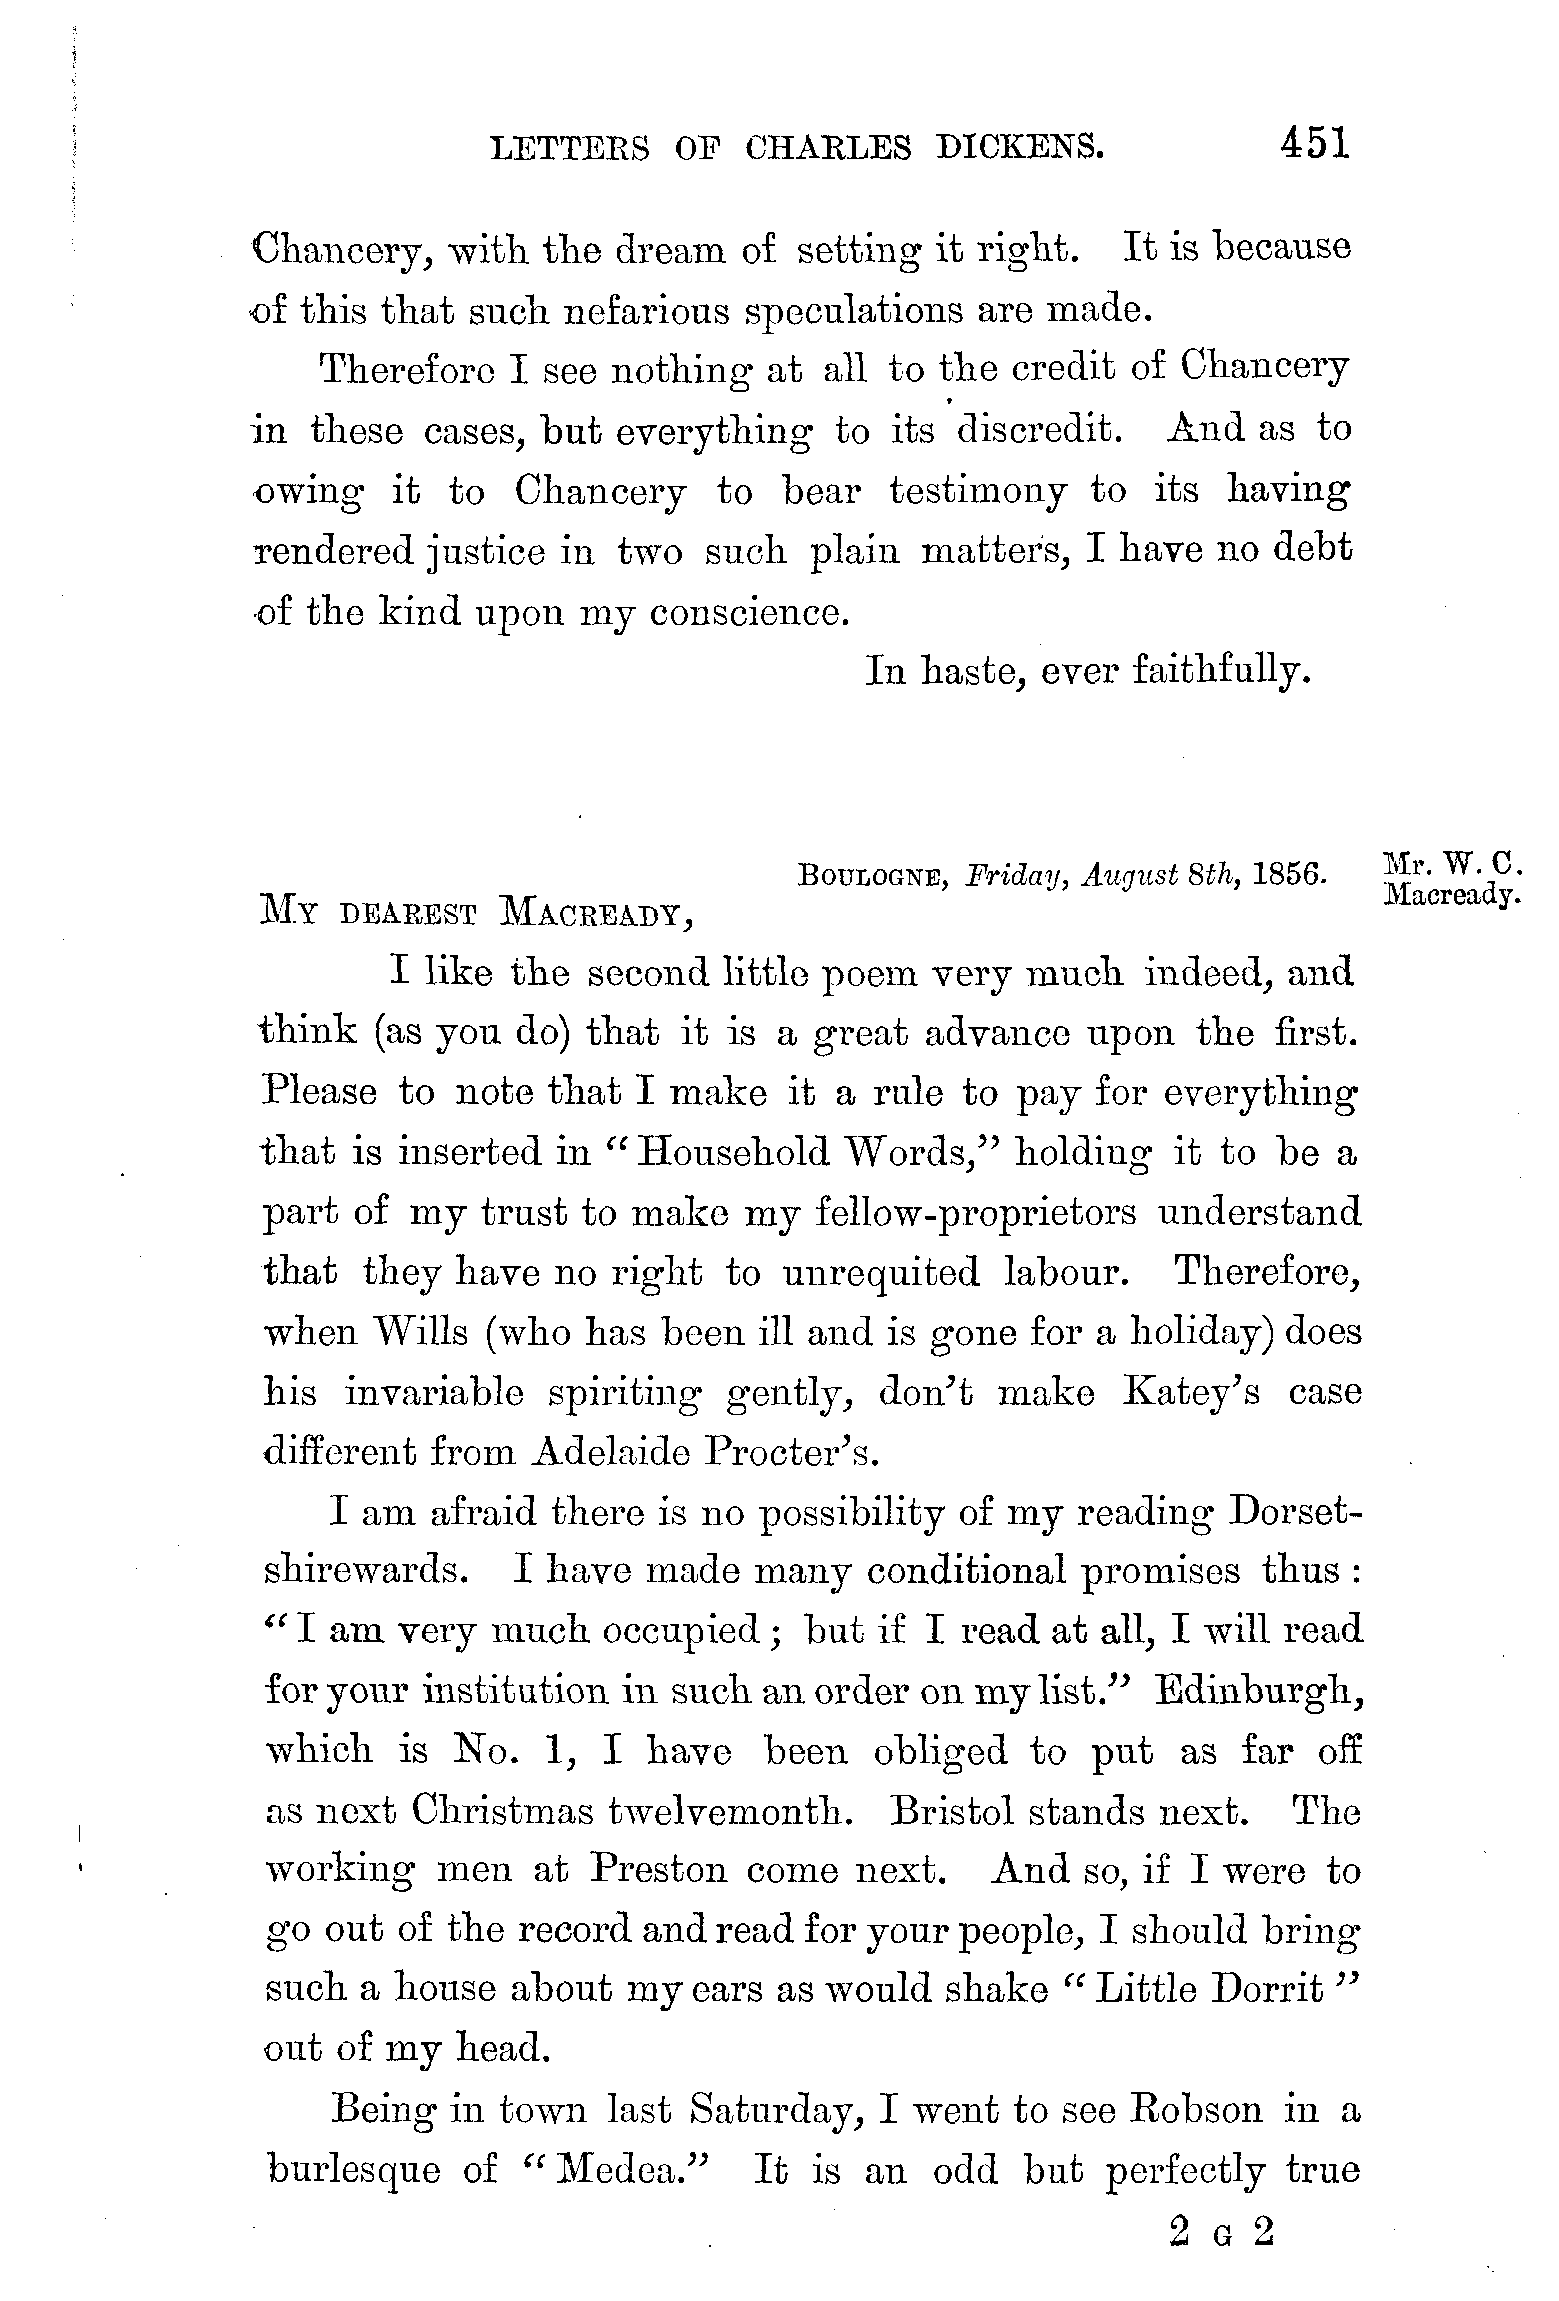 LETTERS OF CHARLES DICKENS. 451
Chancery, with the dream of setting it right. It is because
of this that such nefarious speculations are made.
Therefore I see nothing at all to the credit of Chancery
in these cases, but everything to its discredit. And as to
owing it to Chancery to bear testimony to its having
rendered justice in two such plain matters, I have no debt
of the kind upon my conscience.
In haste, ever faithfully.
BOULOGNE, Friday, August 8th, 1856.
Mr. W. C.
Macready.
MY DEAREST MACREADY,
I like the second little poem very much indeed, and
think (as you do) that it is a great advance upon the first.
Please to note that I make it a rule to pay for everything
that is inserted in “Household Words,” holding it to be a
part of my trust to make my fellow-proprietors understand
that they have no right to unrequited labour. Therefore,
when Wills (who has been ill and is gone for a holiday) does
his invariable spiriting gently, don’t make Katey’s case
different from Adelaide Procter’s.
I am afraid there is no possibility of my reading Dorset-
shirewards. I have made many conditional promises thus:
“I am very much occupied; but if I read at all, I will read
for your institution in such an order on my list.” Edinburgh,
which is No. 1, I have been obliged to put as far off
as next Christmas twelvemonth. Bristol stands next. The
working men at Preston come next. And so, if I were to
go out of the record and read for your people, I should bring
such a house about my ears as would shake “Little Dorrit”
out of my head.
Being in town last Saturday, I went to see Robson in a
burlesque of “Medea.” It is an odd but perfectly true
2 G 2